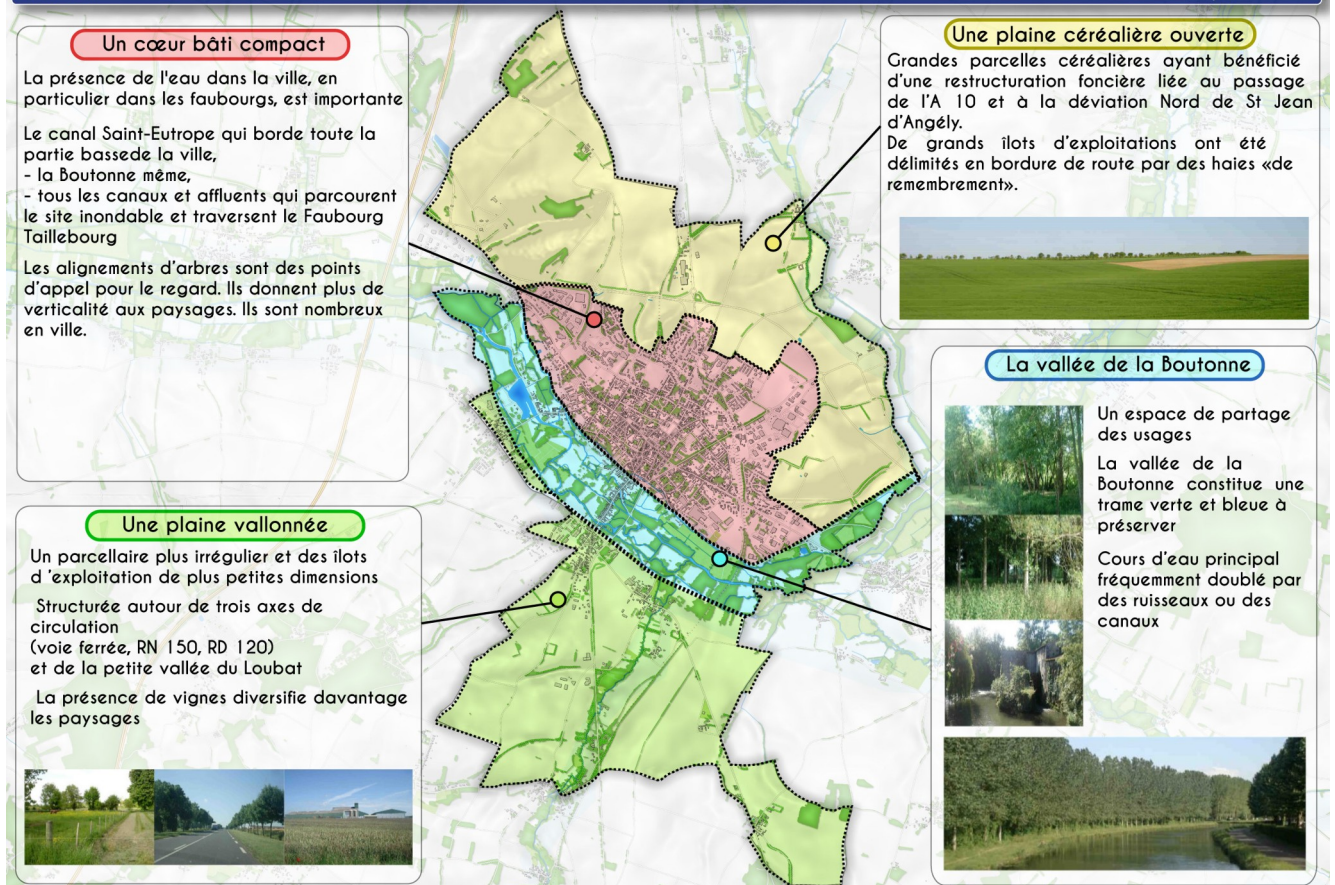 Un cœur bâti compact
La présence de l'eau dans la ville, en
particulier dans les faubourgs, est importante
Le canal Saint-Eutrope qui borde toute la
partie bassede la ville,
- la Boutonne même,
- tous les canaux et affluents qui parcourent
le site inondable et traversent le Faubourg
Taillebourg
Les alignements d'arbres sont des points
d'appel pour le regard. Ils donnent plus de
verticalité aux paysages. Ils sont nombreux
en ville.
Une plaine céréalière ouverte
Grandes parcelles céréalières ayant bénéficié
d'une restructuration foncière liée au passage
de l'A 10 et à la déviation Nord de St Jean
d'Angély.
De grands îlots d'exploitations ont été
délimités en bordure de route par des haies «de
remembrement».
La vallée de la Boutonne
Un espace de partage
des usages
La vallée de la
Boutonne constitue une
trame verte et bleue à
préserver
Cours d'eau principal
fréquemment doublé par
des ruisseaux ou des
canaux
Une plaine vallonnée
Un parcellaire plus irrégulier et des îlots
d 'exploitation de plus petites dimensions
Structurée autour de trois axes de
circulation
(voie ferrée, RN 150, RD 120)
et de la petite vallée du Loubat
La présence de vignes diversifie davantage
les paysages